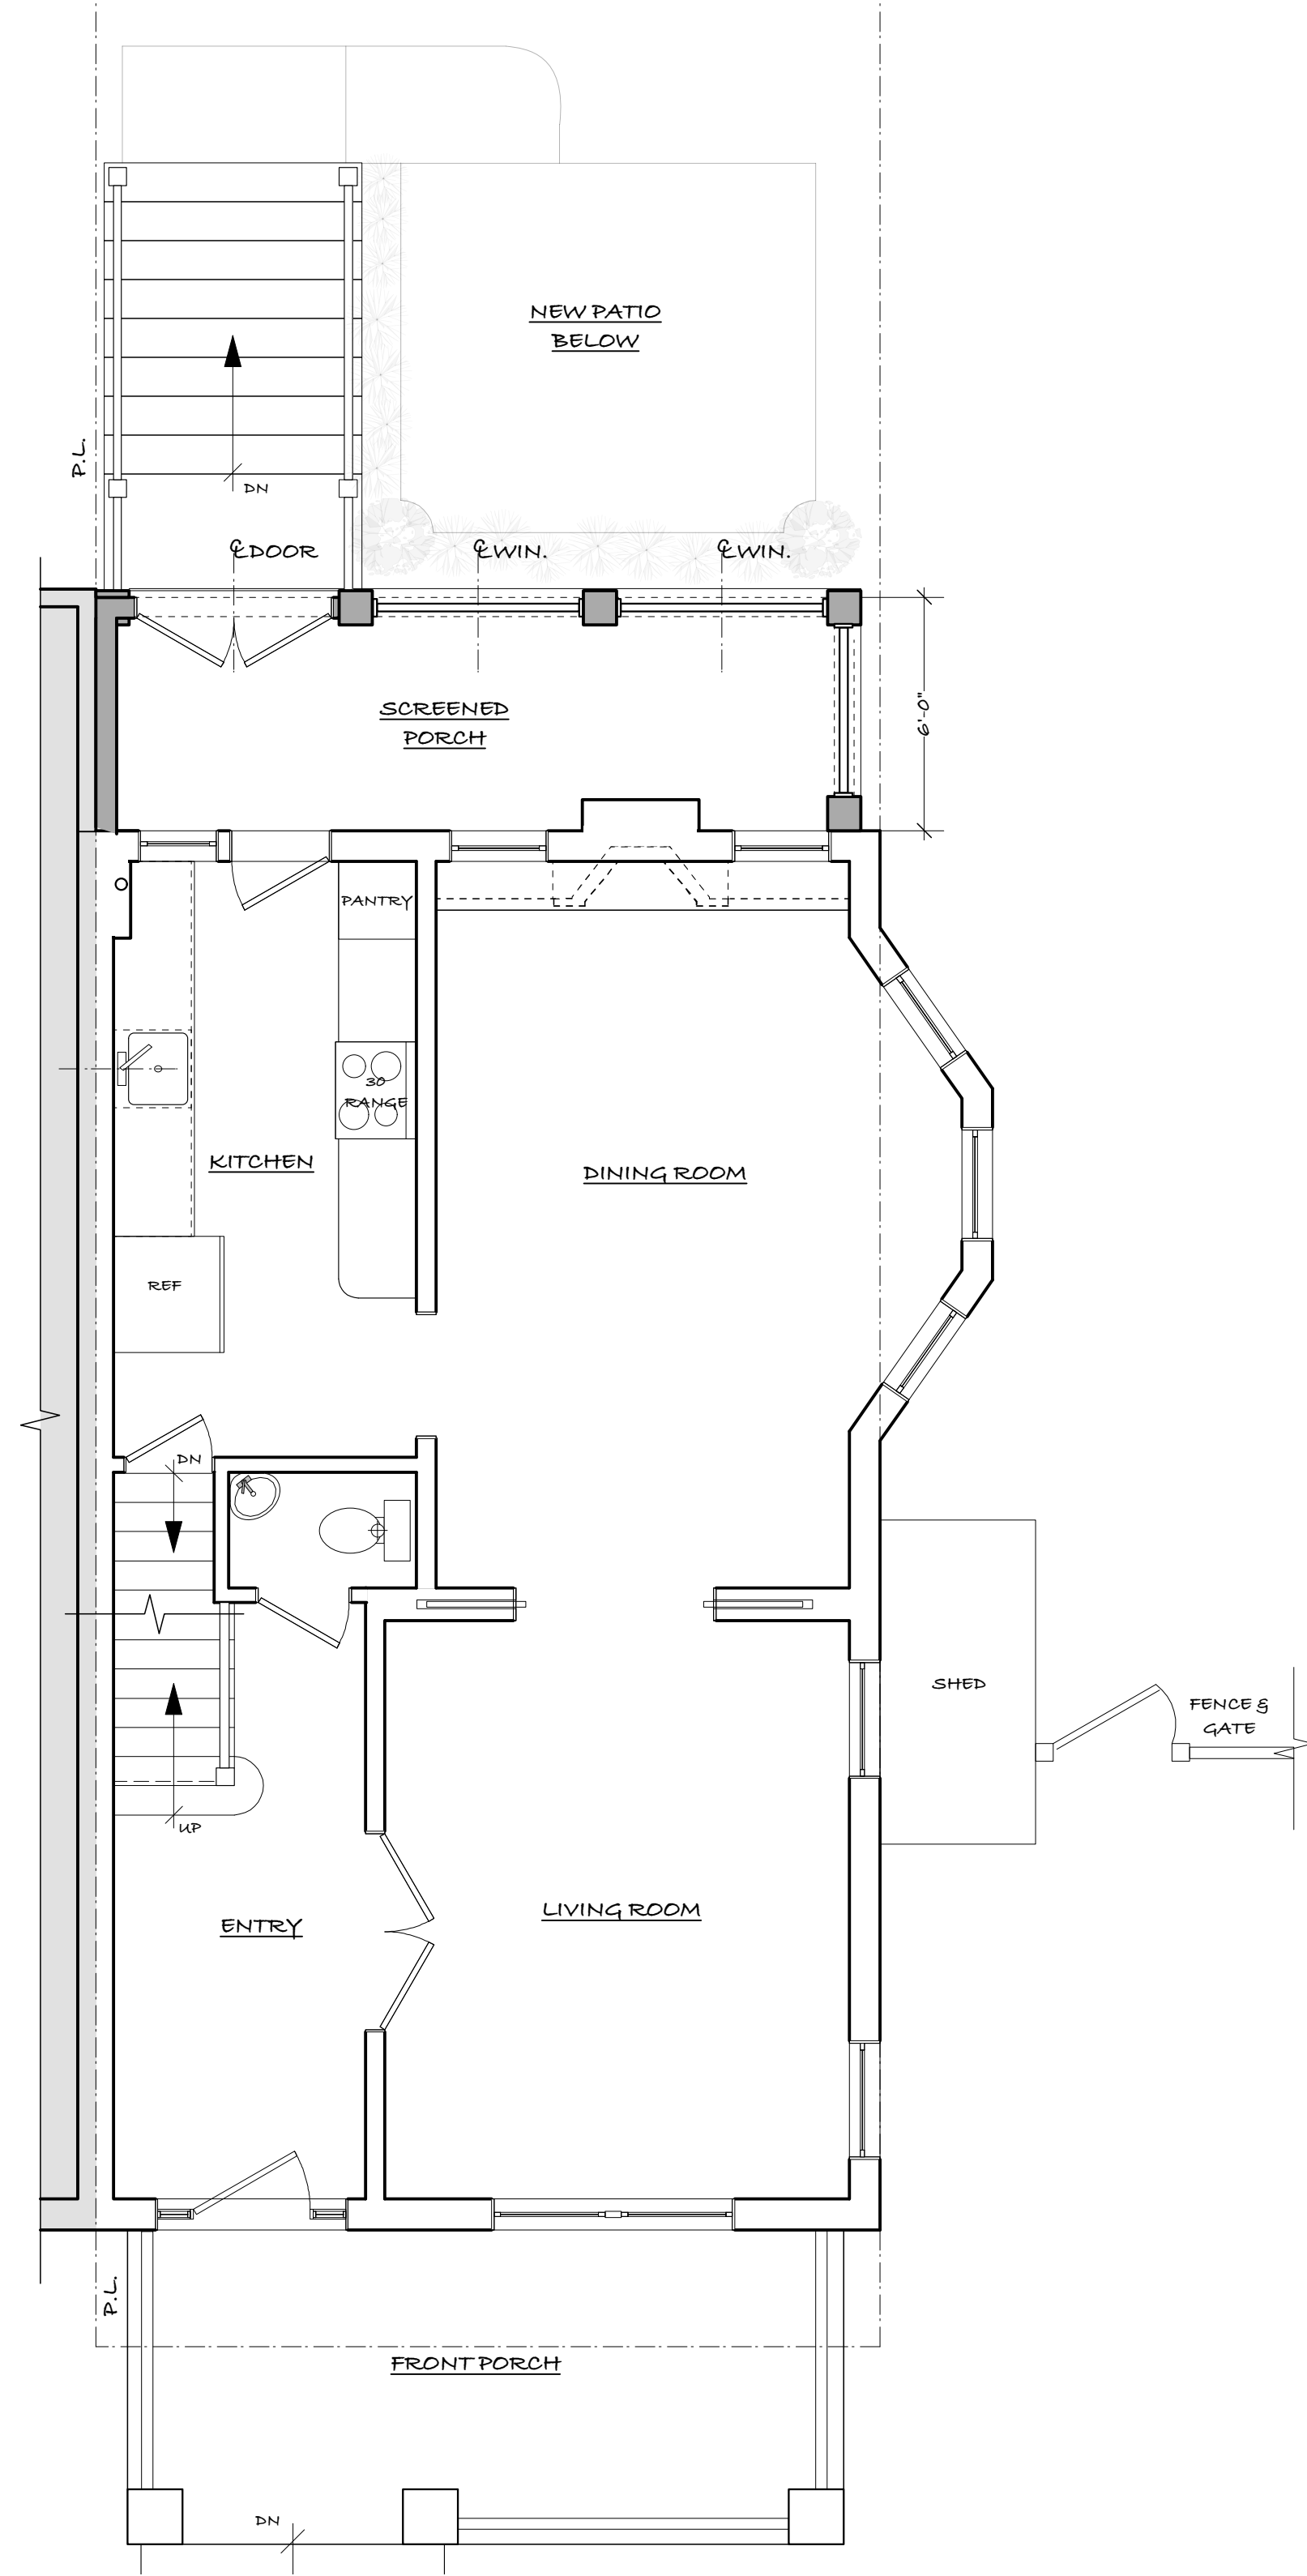 NEW PATIO
BELOW
P.L.
DN
℄ DOOR
℄ WIN.
℄ WIN.
SCREENED
PORCH
6'-0"
PANTRY
30
RANGE
KITCHEN
DINING ROOM
REF
DN
SHED
FENCE &
GATE
UP
LIVING ROOM
ENTRY
P.L.
FRONT PORCH
DN